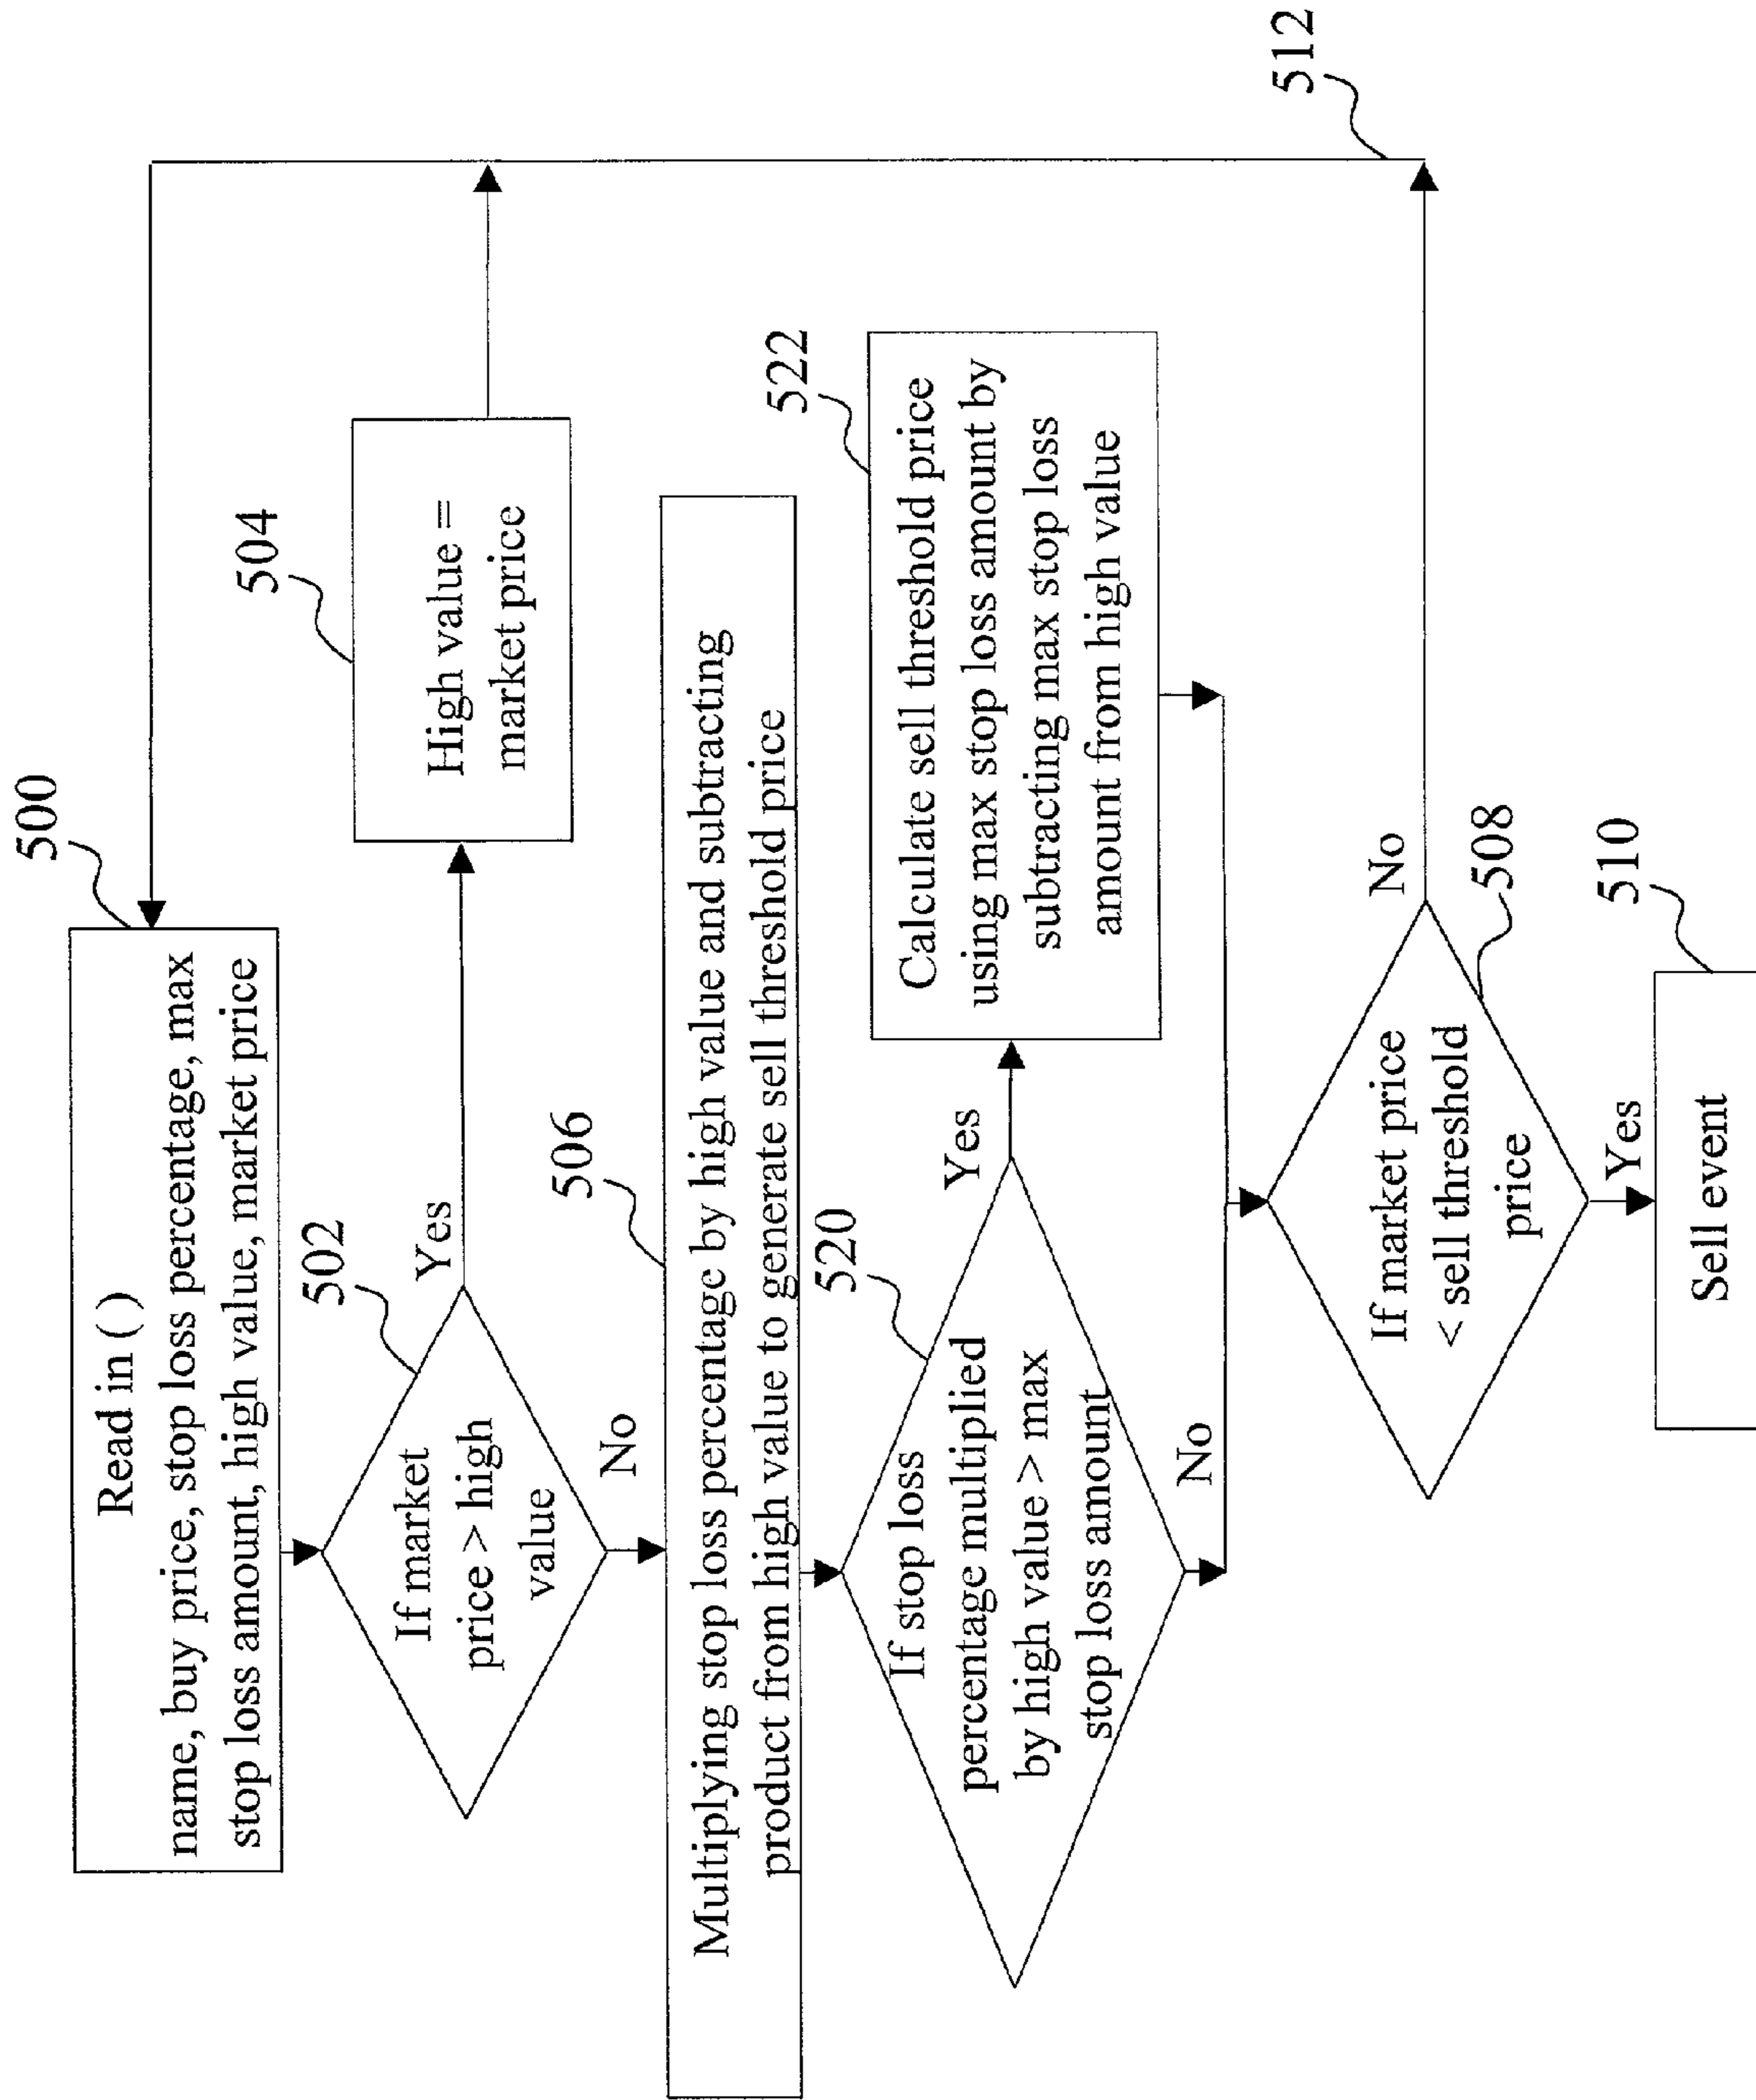 500
Read in ( )
name, buy price, stop loss percentage, max
stop loss amount, high value, market price
502
If market
price > high
value
Yes
No
504
High value =
market price
506
Multiplying stop loss percentage by high value and subtracting
product from high value to generate sell threshold price
520
If stop loss
percentage multiplied
by high value > max
stop loss amount
Yes
No
522
Calculate sell threshold price
using max stop loss amount by
subtracting max stop loss
amount from high value
If market price
< sell threshold
price
508
No
512
Yes
510
Sell event